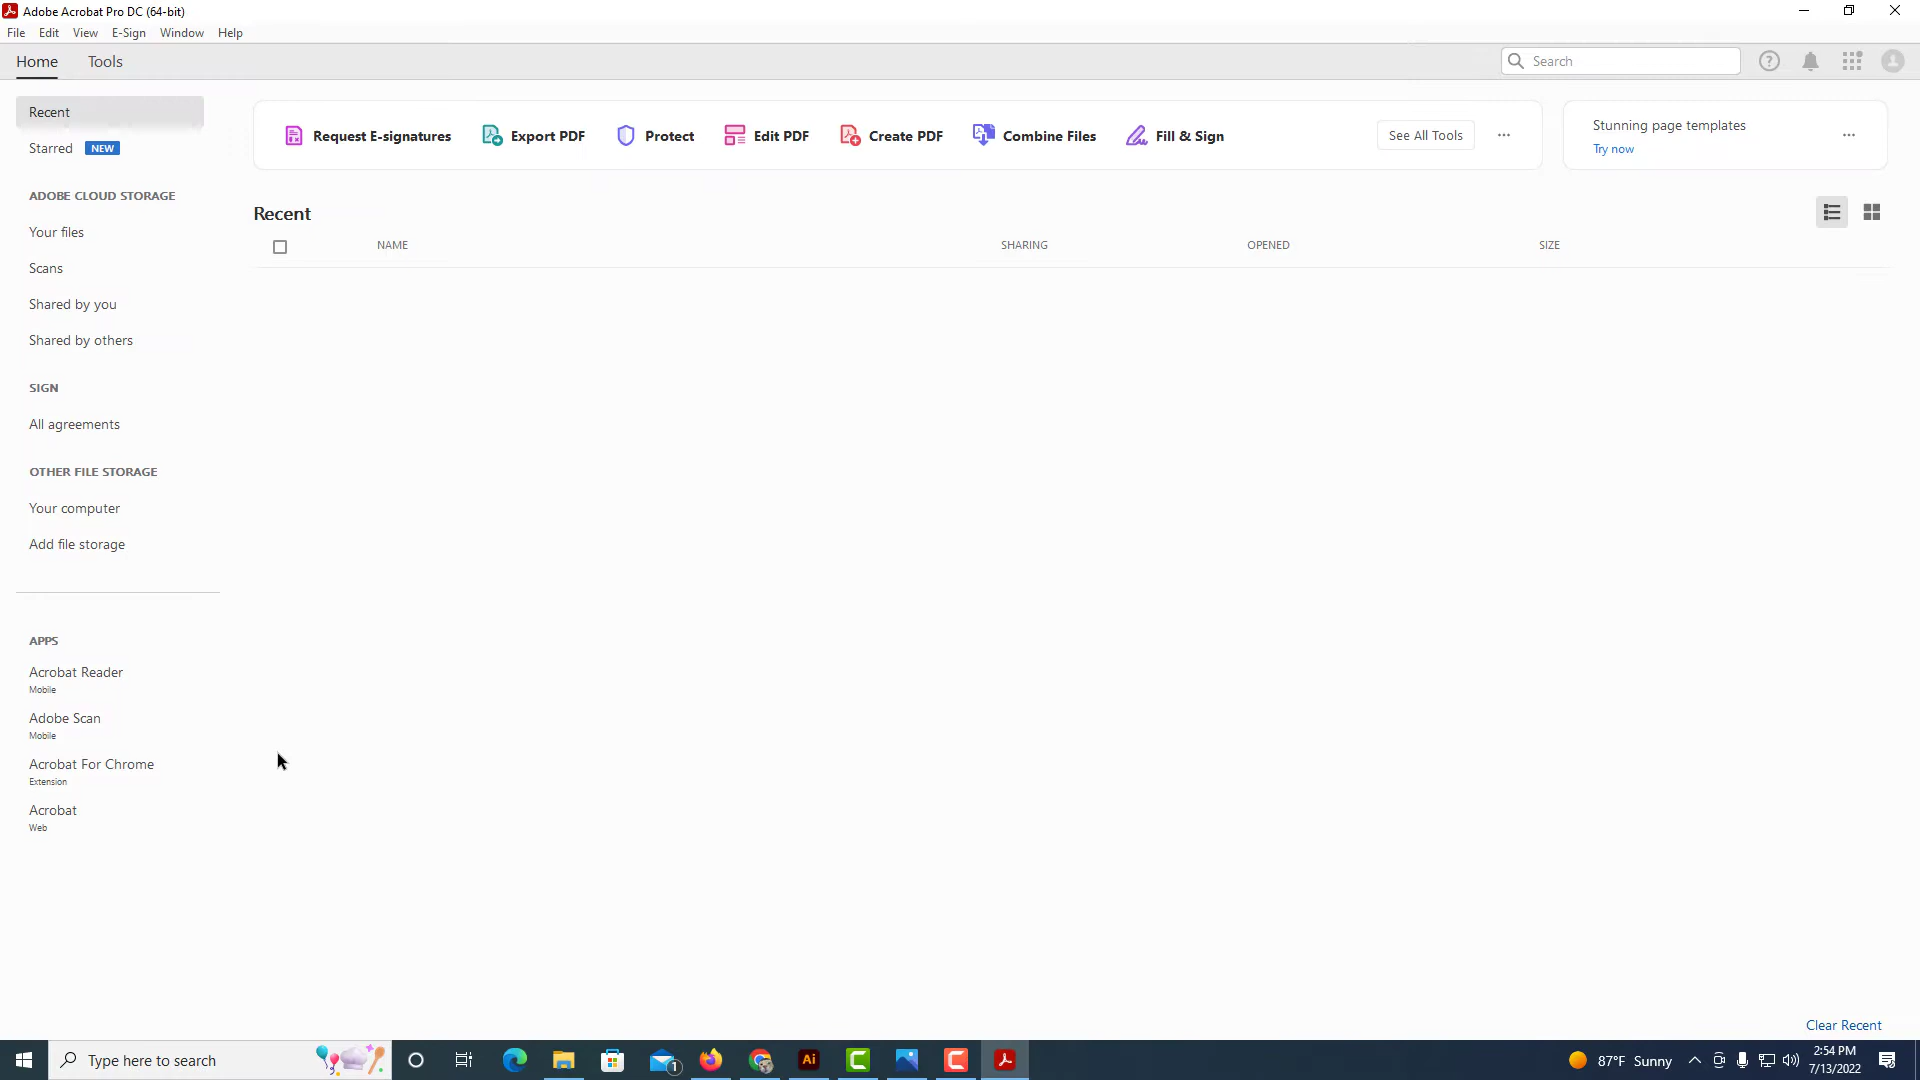 Adobe Acrobat Pro DC (64-bit)
File Edit View E-Sign Window Help
Home Tools
Search
Recent
Starred NEW
ADOBE CLOUD STORAGE
Your files
Scans
Shared by you
Shared by others
SIGN
All agreements
OTHER FILE STORAGE
Your computer
Add file storage
APPS
Acrobat Reader
Mobile
Adobe Scan
Mobile
Acrobat For Chrome
Extension
Acrobat
Web
Request E-signatures Export PDF Protect Edit PDF Create PDF Combine Files Fill & Sign See All Tools
Stunning page templates
Try now
Recent
NAME SHARING OPENED SIZE
Clear Recent
Type here to search
1
Ai
87°F Sunny
2:54 PM
7/13/2022